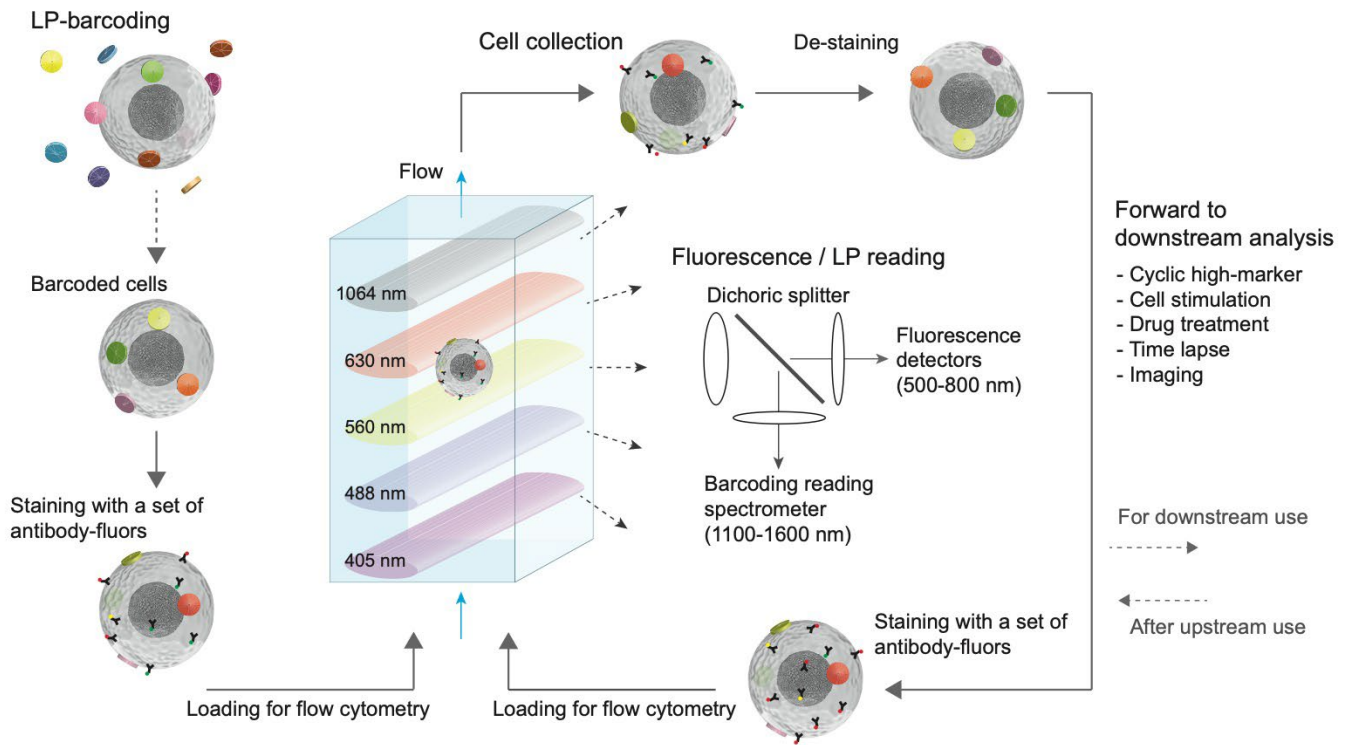 LP-barcoding
Barcoded cells
Staining with a set of
antibody-fluors
Loading for flow cytometry
Flow
1064 nm
630 nm
560 nm
488 nm
405 nm
Cell collection
De-staining
Fluorescence / LP reading
Dichoric splitter
Fluorescence
detectors
(500-800 nm)
Barcoding reading
spectrometer
(1100-1600 nm)
Forward to
downstream analysis
- Cyclic high-marker
- Cell stimulation
- Drug treatment
- Time lapse
- Imaging
For downstream use
After upstream use
Staining with a set of
antibody-fluors
Loading for flow cytometry